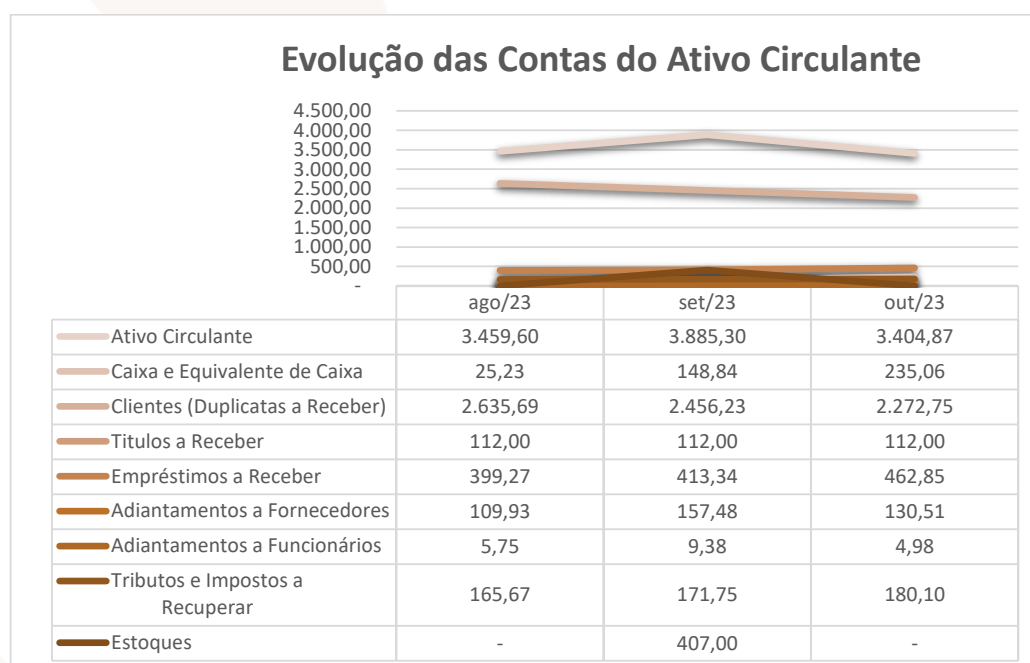 Evolução das Contas do Ativo Circulante
4.500,00
4.000,00
3.500,00
3.000,00
2.500,00
2.000,00
1.500,00
1.000,00
500,00
-
ago/23 set/23 out/23
Ativo Circulante 3.459,60 3.885,30 3.404,87
Caixa e Equivalente de Caixa 25,23 148,84 235,06
Clientes (Duplicatas a Receber) 2.635,69 2.456,23 2.272,75
Titulos a Receber 112,00 112,00 112,00
Empréstimos a Receber 399,27 413,34 462,85
Adiantamentos a Fornecedores 109,93 157,48 130,51
Adiantamentos a Funcionários 5,75 9,38 4,98
Tributos e Impostos a
Recuperar 165,67 171,75 180,10
Estoques - 407,00 -